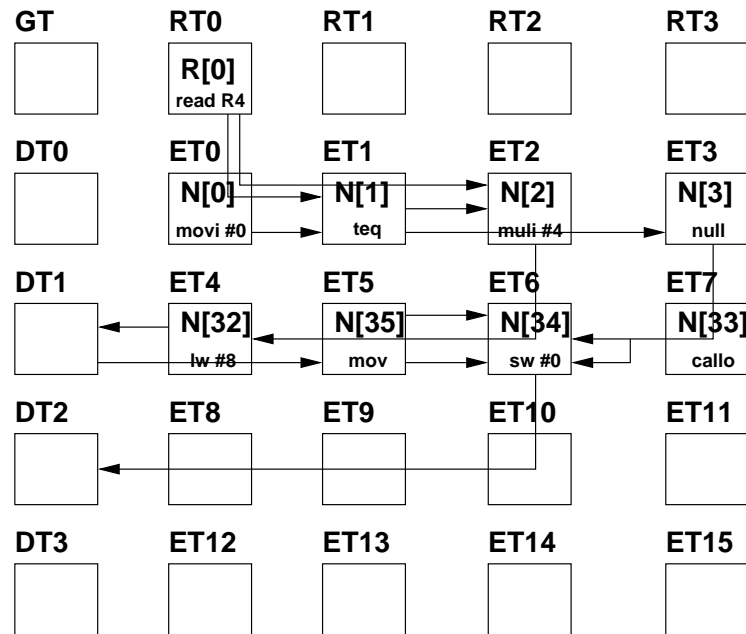 GT RT0 RT1 RT2 RT3
R[0]
read R4
DT0 ET0 ET1 ET2 ET3
N[0] N[1] N[2] N[3]
movi #0 teq muli #4 null
DT1 ET4 ET5 ET6 ET7
N[32] N[35] N[34] N[33]
lw #8 mov sw #0 callo
DT2 ET8 ET9 ET10 ET11
DT3 ET12 ET13 ET14 ET15